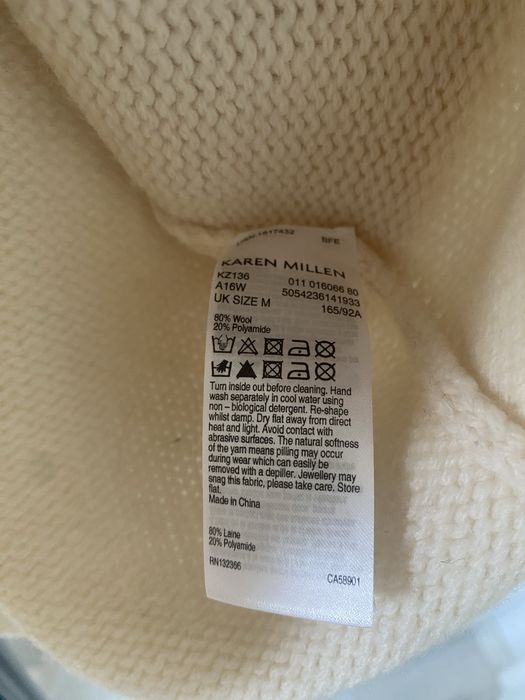 BFE
KAREN MILLEN
KZ136 011 016066 80
A16W 5054236141933
UK SIZE M 165/92A
80% Wool
20% Polyamide
Turn inside out before cleaning. Hand
wash separately in cool water using
non – biological detergent. Re-shape
whilst damp. Dry flat away from direct
heat and light. Avoid contact with
abrasive surfaces. The natural softness
of the yarn means pilling may occur
during wear which can easily be
removed with a depiller. Jewellery may
snag this fabric, please take care. Store
flat.
Made in China
80% Laine
20% Polyamide
RN132366
CA58901